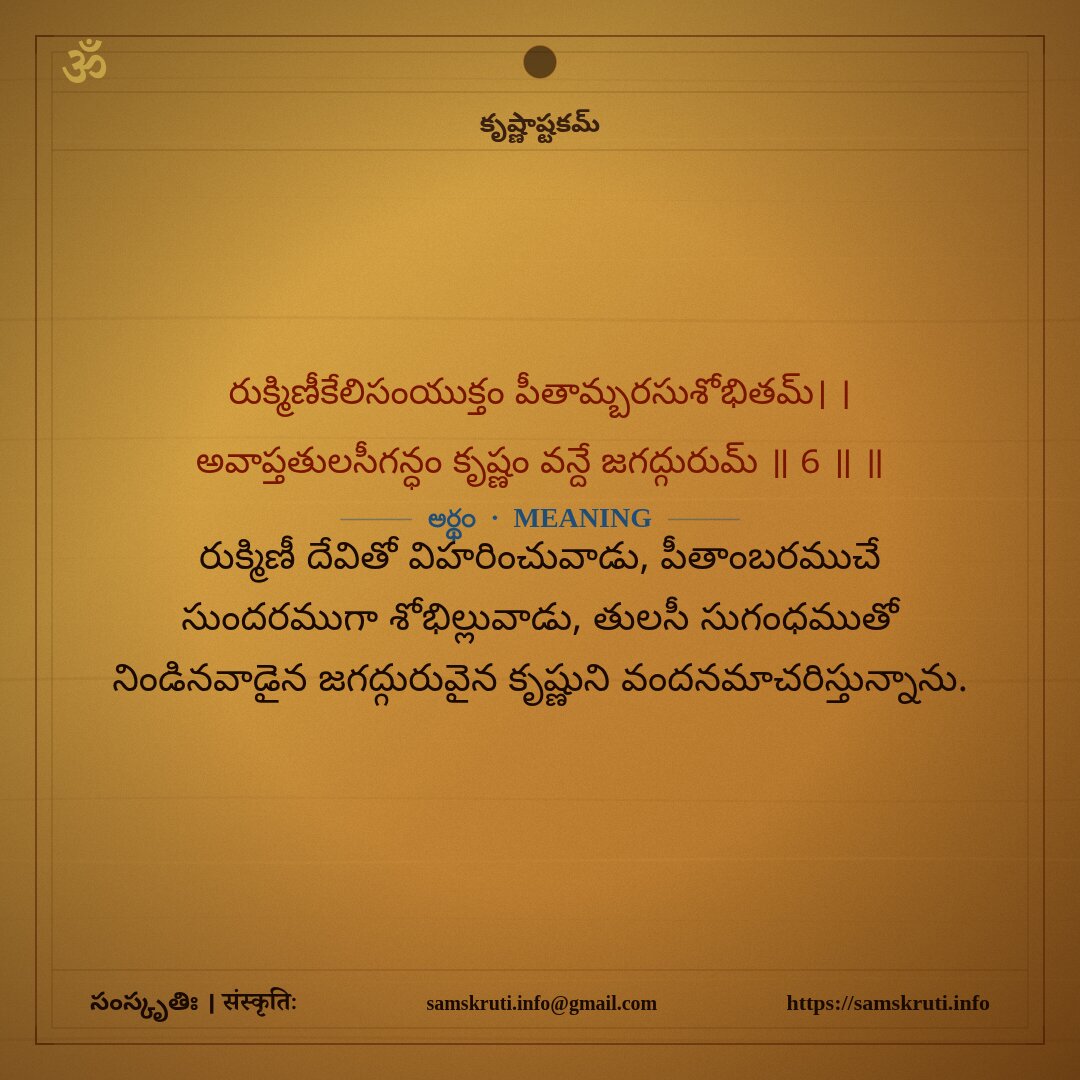 ॐ
కృష్ణాష్టకమ్
రుక్మిణీకేలిసంయుక్తం పీతామ్బరసుశోభితమ్। ।
అవాప్తతులసీగన్ధం కృష్ణం వన్దే జగద్గురుమ్ ॥ 6 ॥ ॥
అర్థం · MEANING
రుక్మిణీ దేవితో విహరించువాడు, పీతాంబరముచే
సుందరముగా శోభిల్లువాడు, తులసీ సుగంధముతో
నిండినవాడైన జగద్గురువైన కృష్ణుని వందనమాచరిస్తున్నాను.
సంస్కృతిః | संस्कृतिः samskruti.info@gmail.com https://samskruti.info